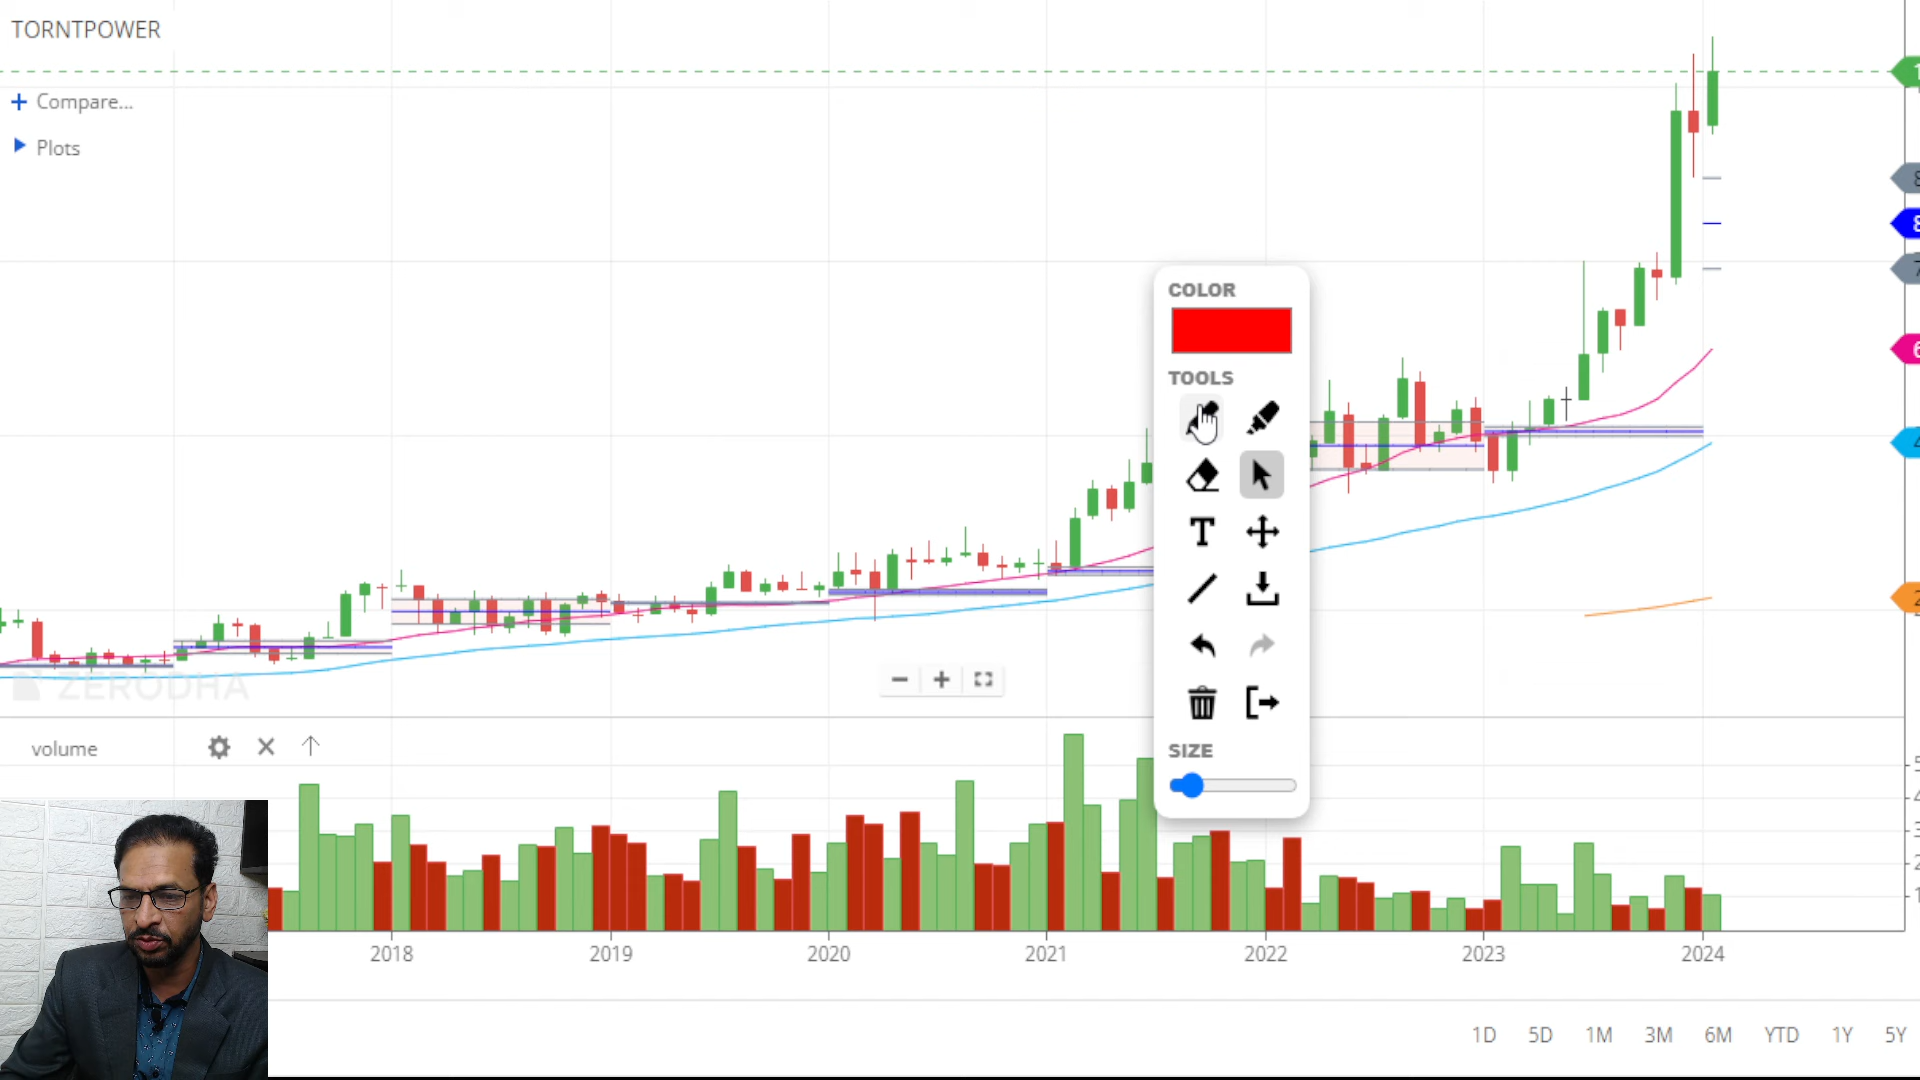 TORNTPOWER
+ Compare...
Plots
COLOR
TOOLS
T
SIZE
ZERODHA
volume
2018 2019 2020 2021 2022 2023 2024
1D 5D 1M 3M 6M YTD 1Y 5Y